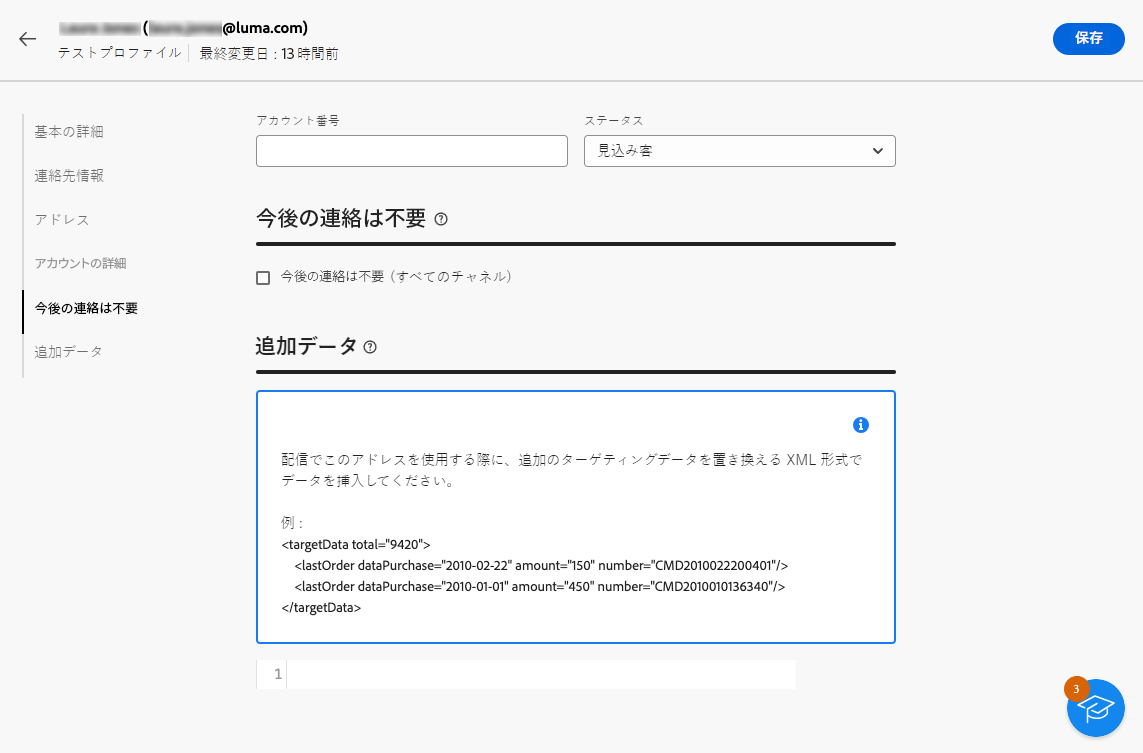 (@luma.com)
テストプロファイル 最終変更日 : 13 時間前
保存
基本の詳細
連絡先情報
アドレス
アカウントの詳細
今後の連絡は不要
追加データ
アカウント番号
ステータス
見込み客
今後の連絡は不要
今後の連絡は不要（すべてのチャネル）
追加データ
配信でこのアドレスを使用する際に、追加のターゲティングデータを置き換える XML 形式で
データを挿入してください。
例 :
<targetData total="9420">
<lastOrder dataPurchase="2010-02-22" amount="150" number="CMD2010022200401"/>
<lastOrder dataPurchase="2010-01-01" amount="450" number="CMD2010010136340"/>
</targetData>
1
3